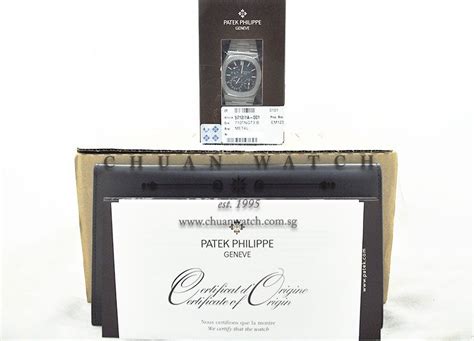 PATEK PHILIPPE
GENEVE
5712/1A-001
METAL
CHUAN WATCH
est. 1995
www.chuanwatch.com.sg
PATEK PHILIPPE
GENEVE
Certificat d'Origine
Certificate of Origin
Nous certifions que la montre
We certify that the watch
www.patek.com